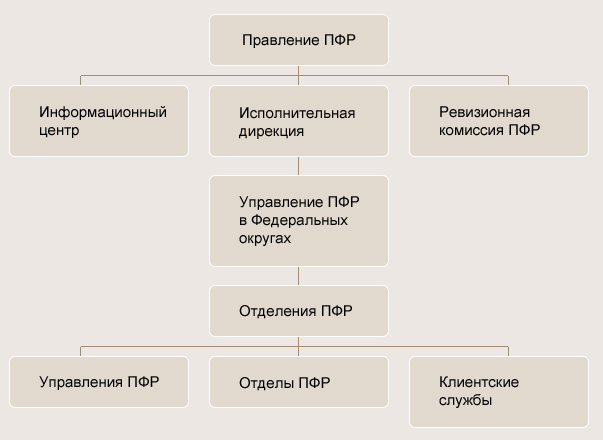 Правление ПФР
Информационный
центр
Исполнительная
дирекция
Ревизионная
комиссия ПФР
Управление ПФР
в Федеральных
округах
Отделения ПФР
Управления ПФР
Отделы ПФР
Клиентские
службы